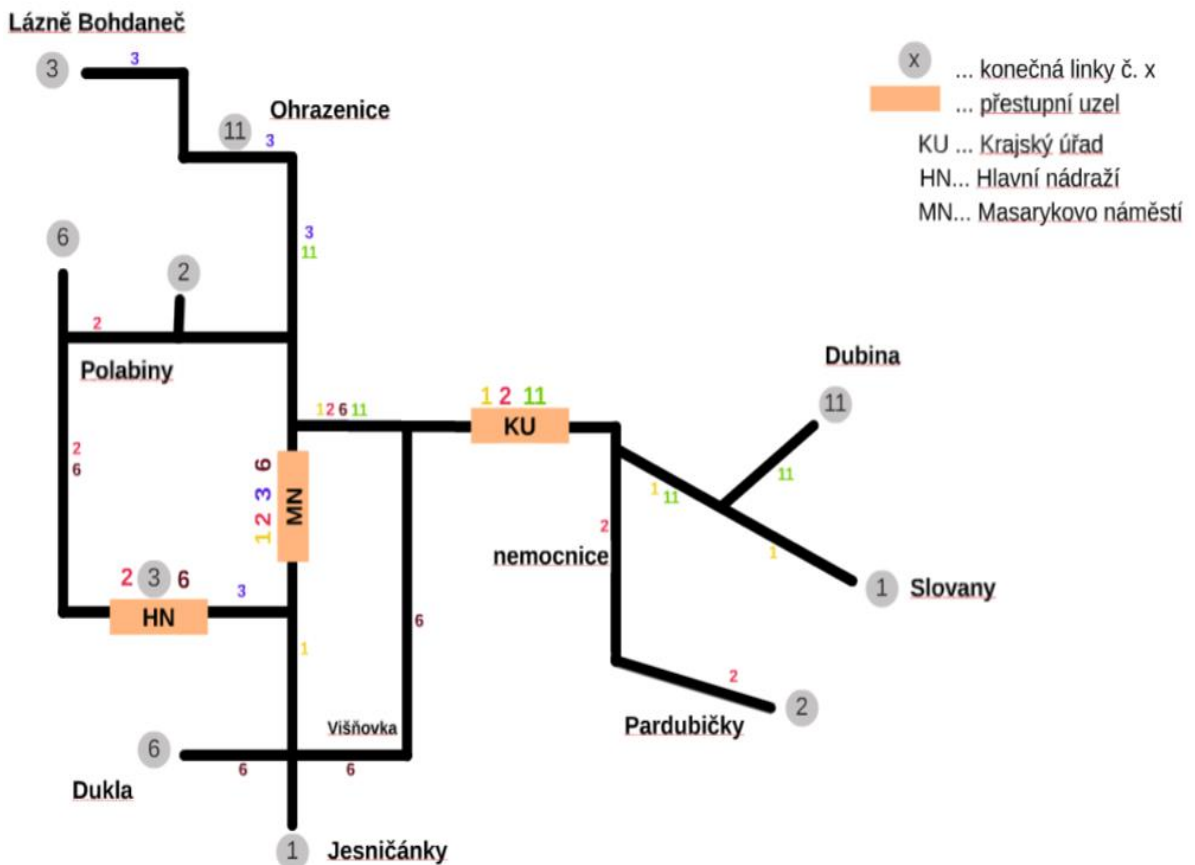 Lázně Bohdaneč
3
3
x
... konečná linky č. x
... přestupní uzel
KU ... Krajský úřad
HN... Hlavní nádraží
MN... Masarykovo náměstí
Ohrazenice
11
3
3
11
6
2
2
Polabiny
Dubina
11
1 2 6 11
1 2 11
KU
2
6
1 2 3 6
MN
1
11
11
2
nemocnice
1
1
Slovany
2 3 6
HN
3
6
1
2
2
Pardubičky
Višňovka
6
6
6
Dukla
1
Jesničánky